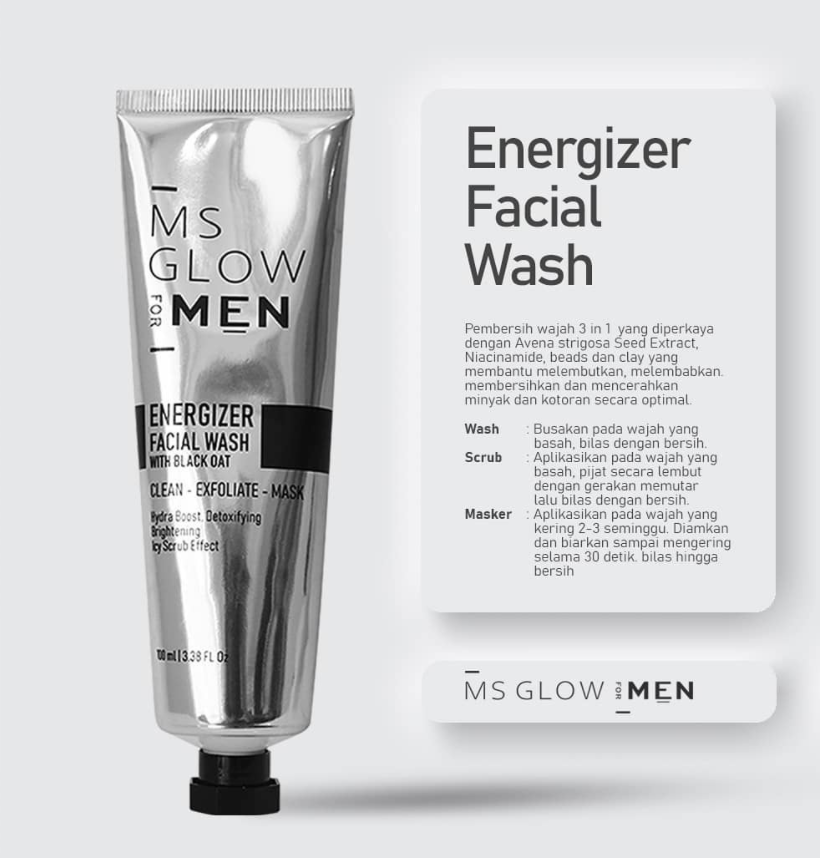 MS
GLOW
FOR MEN
ENERGIZER
FACIAL WASH
WITH BLACK OAT
CLEAN - EXFOLIATE - MASK
Hydra Boost, Detoxifying
Brightening
Icy Scrub Effect
100 ml | 3.38 FL Oz
Energizer
Facial
Wash
Pembersih wajah 3 in 1 yang diperkaya
dengan Avena strigosa Seed Extract,
Niacinamide, beads dan clay yang
membantu melembutkan, melembabkan.
membersihkan dan mencerahkan
minyak dan kotoran secara optimal.
Wash : Busakan pada wajah yang
basah, bilas dengan bersih.
Scrub : Aplikasikan pada wajah yang
basah, pijat secara lembut
dengan gerakan memutar
lalu bilas dengan bersih.
Masker : Aplikasikan pada wajah yang
kering 2-3 seminggu. Diamkan
dan biarkan sampai mengering
selama 30 detik. bilas hingga
bersih
MS GLOW FOR MEN